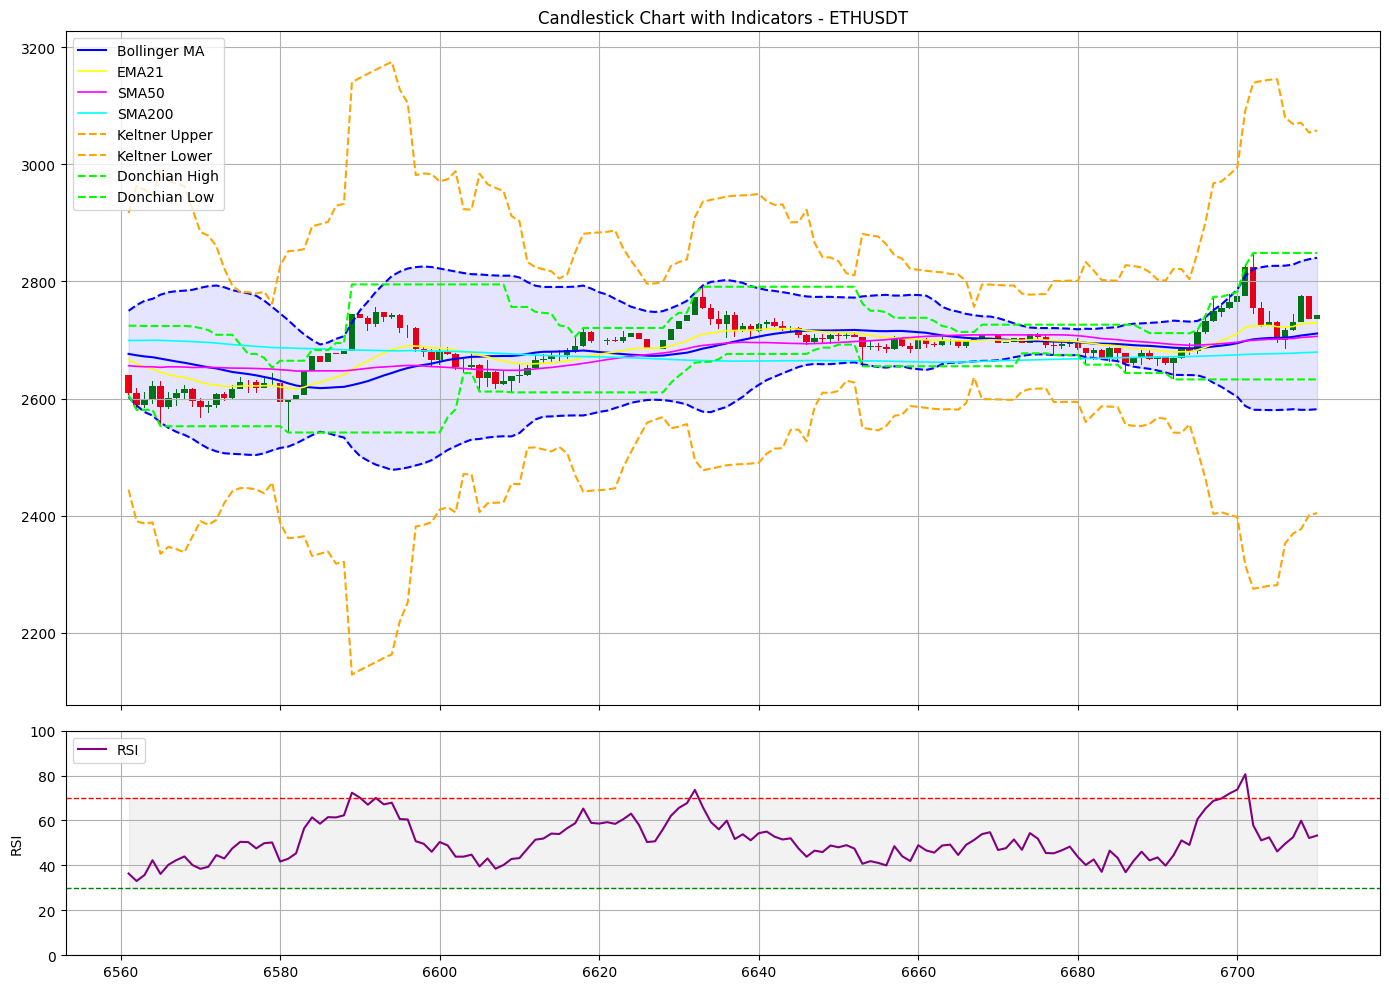 Candlestick Chart with Indicators - ETHUSDT
3200
3000
2800
2600
2400
2200
Bollinger MA
EMA21
SMA50
SMA200
Keltner Upper
Keltner Lower
Donchian High
Donchian Low
100
80
60
40
20
0
RSI
RSI
6560 6580 6600 6620 6640 6660 6680 6700